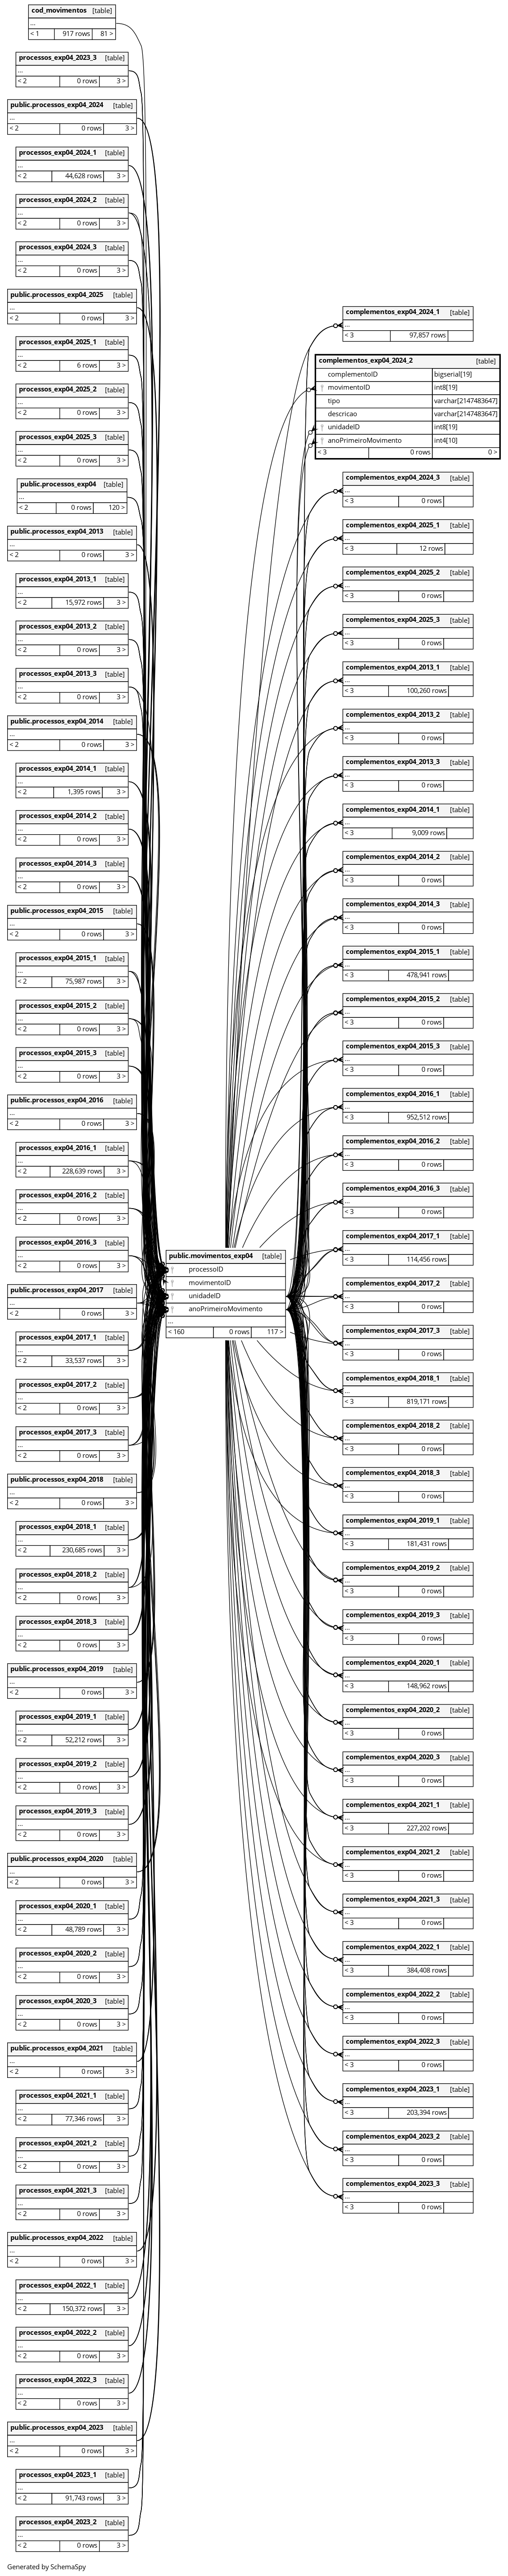 cod_movimentos [table]
...
< 1 917 rows 81 >
processos_exp04_2023_3 [table]
...
< 2 0 rows 3 >
public.processos_exp04_2024 [table]
...
< 2 0 rows 3 >
processos_exp04_2024_1 [table]
...
< 2 44,628 rows 3 >
processos_exp04_2024_2 [table]
...
< 2 0 rows 3 >
processos_exp04_2024_3 [table]
...
< 2 0 rows 3 >
public.processos_exp04_2025 [table]
...
< 2 0 rows 3 >
processos_exp04_2025_1 [table]
...
< 2 6 rows 3 >
processos_exp04_2025_2 [table]
...
< 2 0 rows 3 >
processos_exp04_2025_3 [table]
...
< 2 0 rows 3 >
public.processos_exp04 [table]
...
< 2 0 rows 120 >
public.processos_exp04_2013 [table]
...
< 2 0 rows 3 >
processos_exp04_2013_1 [table]
...
< 2 15,972 rows 3 >
processos_exp04_2013_2 [table]
...
< 2 0 rows 3 >
processos_exp04_2013_3 [table]
...
< 2 0 rows 3 >
public.processos_exp04_2014 [table]
...
< 2 0 rows 3 >
processos_exp04_2014_1 [table]
...
< 2 1,395 rows 3 >
processos_exp04_2014_2 [table]
...
< 2 0 rows 3 >
processos_exp04_2014_3 [table]
...
< 2 0 rows 3 >
public.processos_exp04_2015 [table]
...
< 2 0 rows 3 >
processos_exp04_2015_1 [table]
...
< 2 75,987 rows 3 >
processos_exp04_2015_2 [table]
...
< 2 0 rows 3 >
processos_exp04_2015_3 [table]
...
< 2 0 rows 3 >
public.processos_exp04_2016 [table]
...
< 2 0 rows 3 >
processos_exp04_2016_1 [table]
...
< 2 228,639 rows 3 >
processos_exp04_2016_2 [table]
...
< 2 0 rows 3 >
processos_exp04_2016_3 [table]
...
< 2 0 rows 3 >
public.processos_exp04_2017 [table]
...
< 2 0 rows 3 >
processos_exp04_2017_1 [table]
...
< 2 33,537 rows 3 >
processos_exp04_2017_2 [table]
...
< 2 0 rows 3 >
processos_exp04_2017_3 [table]
...
< 2 0 rows 3 >
public.processos_exp04_2018 [table]
...
< 2 0 rows 3 >
processos_exp04_2018_1 [table]
...
< 2 230,685 rows 3 >
processos_exp04_2018_2 [table]
...
< 2 0 rows 3 >
processos_exp04_2018_3 [table]
...
< 2 0 rows 3 >
public.processos_exp04_2019 [table]
...
< 2 0 rows 3 >
processos_exp04_2019_1 [table]
...
< 2 52,212 rows 3 >
processos_exp04_2019_2 [table]
...
< 2 0 rows 3 >
processos_exp04_2019_3 [table]
...
< 2 0 rows 3 >
public.processos_exp04_2020 [table]
...
< 2 0 rows 3 >
processos_exp04_2020_1 [table]
...
< 2 48,789 rows 3 >
processos_exp04_2020_2 [table]
...
< 2 0 rows 3 >
processos_exp04_2020_3 [table]
...
< 2 0 rows 3 >
public.processos_exp04_2021 [table]
...
< 2 0 rows 3 >
processos_exp04_2021_1 [table]
...
< 2 77,346 rows 3 >
processos_exp04_2021_2 [table]
...
< 2 0 rows 3 >
processos_exp04_2021_3 [table]
...
< 2 0 rows 3 >
public.processos_exp04_2022 [table]
...
< 2 0 rows 3 >
processos_exp04_2022_1 [table]
...
< 2 150,372 rows 3 >
processos_exp04_2022_2 [table]
...
< 2 0 rows 3 >
processos_exp04_2022_3 [table]
...
< 2 0 rows 3 >
public.processos_exp04_2023 [table]
...
< 2 0 rows 3 >
processos_exp04_2023_1 [table]
...
< 2 91,743 rows 3 >
processos_exp04_2023_2 [table]
...
< 2 0 rows 3 >
public.movimentos_exp04 [table]
processoID
movimentoID
unidadeID
anoPrimeiroMovimento
...
< 160 0 rows 117 >
complementos_exp04_2024_1 [table]
...
< 3 97,857 rows
complementos_exp04_2024_2 [table]
complementoID bigserial[19]
movimentoID int8[19]
tipo varchar[2147483647]
descricao varchar[2147483647]
unidadeID int8[19]
anoPrimeiroMovimento int4[10]
< 3 0 rows 0 >
complementos_exp04_2024_3 [table]
...
< 3 0 rows
complementos_exp04_2025_1 [table]
...
< 3 12 rows
complementos_exp04_2025_2 [table]
...
< 3 0 rows
complementos_exp04_2025_3 [table]
...
< 3 0 rows
complementos_exp04_2013_1 [table]
...
< 3 100,260 rows
complementos_exp04_2013_2 [table]
...
< 3 0 rows
complementos_exp04_2013_3 [table]
...
< 3 0 rows
complementos_exp04_2014_1 [table]
...
< 3 9,009 rows
complementos_exp04_2014_2 [table]
...
< 3 0 rows
complementos_exp04_2014_3 [table]
...
< 3 0 rows
complementos_exp04_2015_1 [table]
...
< 3 478,941 rows
complementos_exp04_2015_2 [table]
...
< 3 0 rows
complementos_exp04_2015_3 [table]
...
< 3 0 rows
complementos_exp04_2016_1 [table]
...
< 3 952,512 rows
complementos_exp04_2016_2 [table]
...
< 3 0 rows
complementos_exp04_2016_3 [table]
...
< 3 0 rows
complementos_exp04_2017_1 [table]
...
< 3 114,456 rows
complementos_exp04_2017_2 [table]
...
< 3 0 rows
complementos_exp04_2017_3 [table]
...
< 3 0 rows
complementos_exp04_2018_1 [table]
...
< 3 819,171 rows
complementos_exp04_2018_2 [table]
...
< 3 0 rows
complementos_exp04_2018_3 [table]
...
< 3 0 rows
complementos_exp04_2019_1 [table]
...
< 3 181,431 rows
complementos_exp04_2019_2 [table]
...
< 3 0 rows
complementos_exp04_2019_3 [table]
...
< 3 0 rows
complementos_exp04_2020_1 [table]
...
< 3 148,962 rows
complementos_exp04_2020_2 [table]
...
< 3 0 rows
complementos_exp04_2020_3 [table]
...
< 3 0 rows
complementos_exp04_2021_1 [table]
...
< 3 227,202 rows
complementos_exp04_2021_2 [table]
...
< 3 0 rows
complementos_exp04_2021_3 [table]
...
< 3 0 rows
complementos_exp04_2022_1 [table]
...
< 3 384,408 rows
complementos_exp04_2022_2 [table]
...
< 3 0 rows
complementos_exp04_2022_3 [table]
...
< 3 0 rows
complementos_exp04_2023_1 [table]
...
< 3 203,394 rows
complementos_exp04_2023_2 [table]
...
< 3 0 rows
complementos_exp04_2023_3 [table]
...
< 3 0 rows
Generated by SchemaSpy